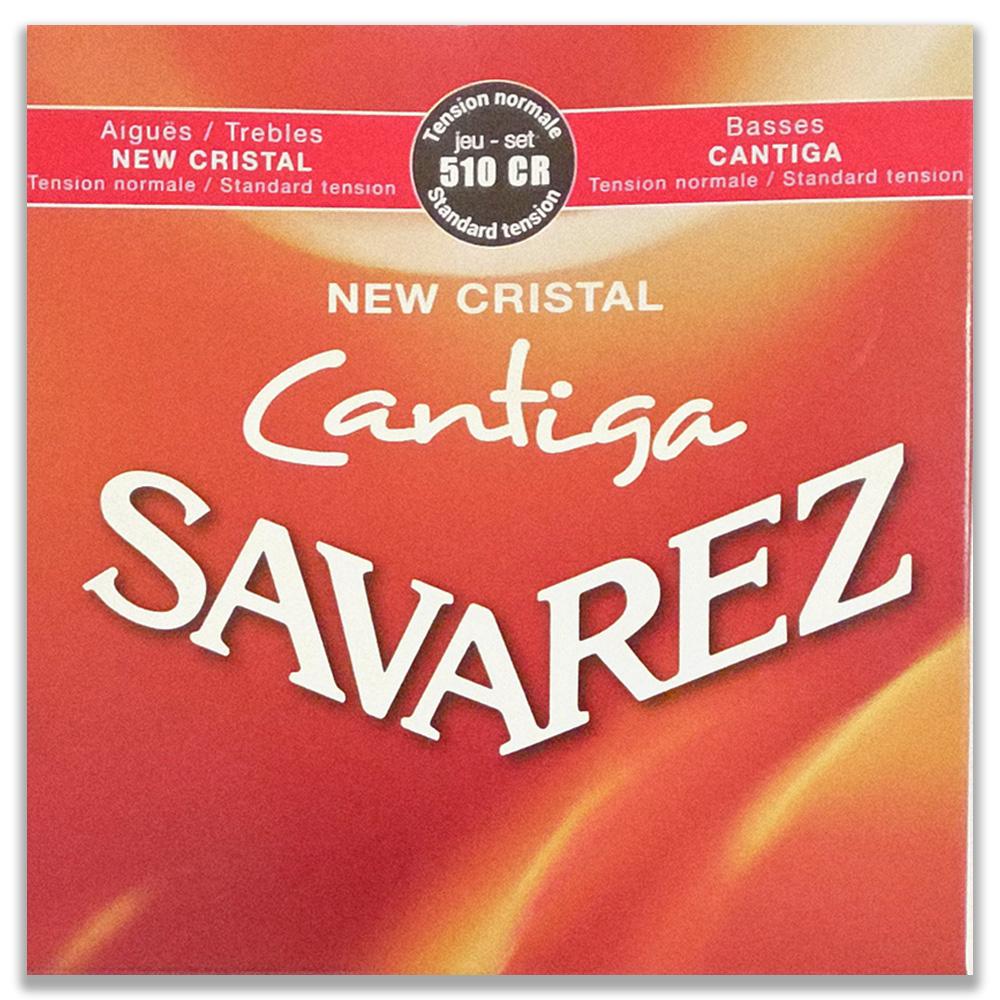 Aiguës / Trebles
NEW CRISTAL
Tension normale / Standard tension
Tension normale
jeu - set
510 CR
Standard tension
Basses
CANTIGA
Tension normale / Standard tension
NEW CRISTAL
Cantiga
SAVAREZ